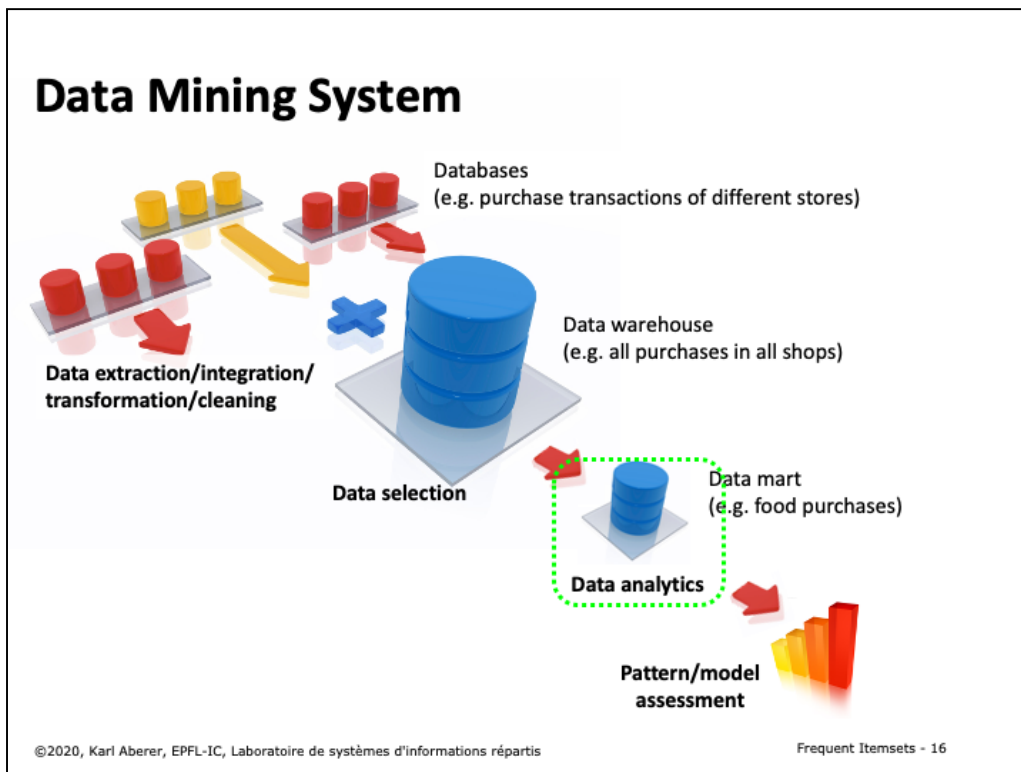 Data Mining System
Databases
(e.g. purchase transactions of different stores)
Data warehouse
(e.g. all purchases in all shops)
Data extraction/integration/
transformation/cleaning
Data selection
Data mart
(e.g. food purchases)
Data analytics
Pattern/model
assessment
©2020, Karl Aberer, EPFL-IC, Laboratoire de systèmes d'informations répartis
Frequent Itemsets - 16